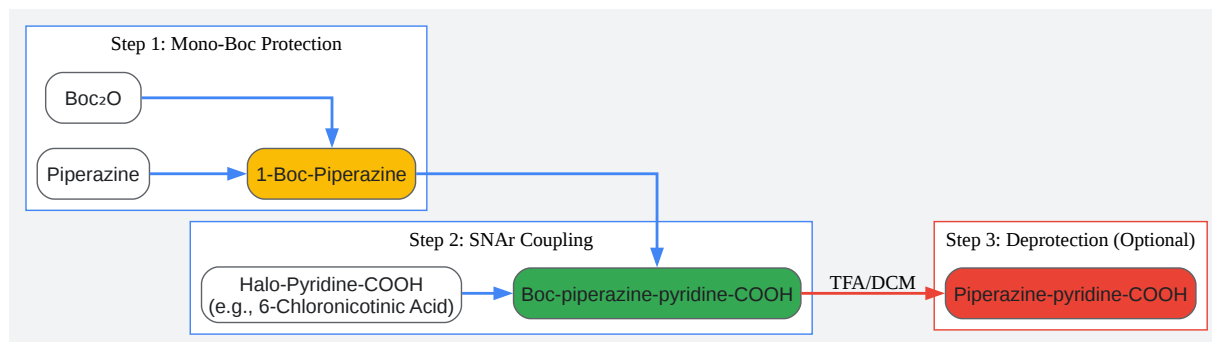 Step 1: Mono-Boc Protection
Boc₂O
Piperazine
1-Boc-Piperazine
Step 2: SNAr Coupling
Halo-Pyridine-COOH
(e.g., 6-Chloronicotinic Acid)
Boc-piperazine-pyridine-COOH
TFA/DCM
Step 3: Deprotection (Optional)
Piperazine-pyridine-COOH